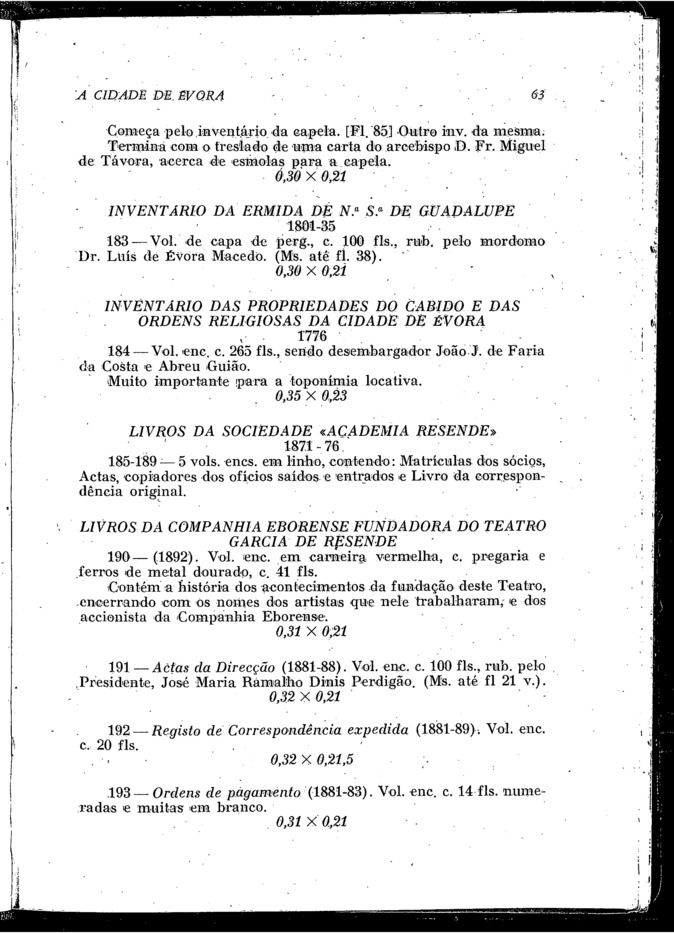 A CIDADE DE ÉVORA 63
Começa pelo inventário da capela. [Fl. 85] Outro inv. da mesma.
Termina com o treslado de uma carta do arcebispo D. Fr. Miguel
de Távora, acerca de esmolas para a capela.
0,30 × 0,21
INVENTÁRIO DA ERMIDA DE N.ª S.ª DE GUADALUPE
1801-35
183 — Vol. de capa de perg., c. 100 fls., rub. pelo mordomo
Dr. Luís de Évora Macedo. (Ms. até fl. 38).
0,30 × 0,21
INVENTÁRIO DAS PROPRIEDADES DO CABIDO E DAS
ORDENS RELIGIOSAS DA CIDADE DE ÉVORA
1776
184 — Vol. enc. c. 265 fls., sendo desembargador João J. de Faria
da Costa e Abreu Guião.
Muito importante para a toponímia locativa.
0,35 × 0,23
LIVROS DA SOCIEDADE «ACADEMIA RESENDE»
1871-76
185-189 — 5 vols. encs. em linho, contendo: Matrículas dos sócios,
Actas, copiadores dos ofícios saídos e entrados e Livro da correspon-
dência original.
LIVROS DA COMPANHIA EBORENSE FUNDADORA DO TEATRO
GARCIA DE RESENDE
190 — (1892). Vol. enc. em carneira vermelha, c. pregaria e
ferros de metal dourado, c. 41 fls.
Contém a história dos acontecimentos da fundação deste Teatro,
encerrando com os nomes dos artistas que nele trabalharam, e dos
accionista da Companhia Eborense.
0,31 × 0,21
191 — Actas da Direcção (1881-88). Vol. enc. c. 100 fls., rub. pelo
Presidente, José Maria Ramalho Dinis Perdigão. (Ms. até fl 21 v.).
0,32 × 0,21
192 — Registo de Correspondência expedida (1881-89). Vol. enc.
c. 20 fls.
0,32 × 0,21,5
193 — Ordens de pagamento (1881-83). Vol. enc. c. 14 fls. nume-
radas e muitas em branco.
0,31 × 0,21